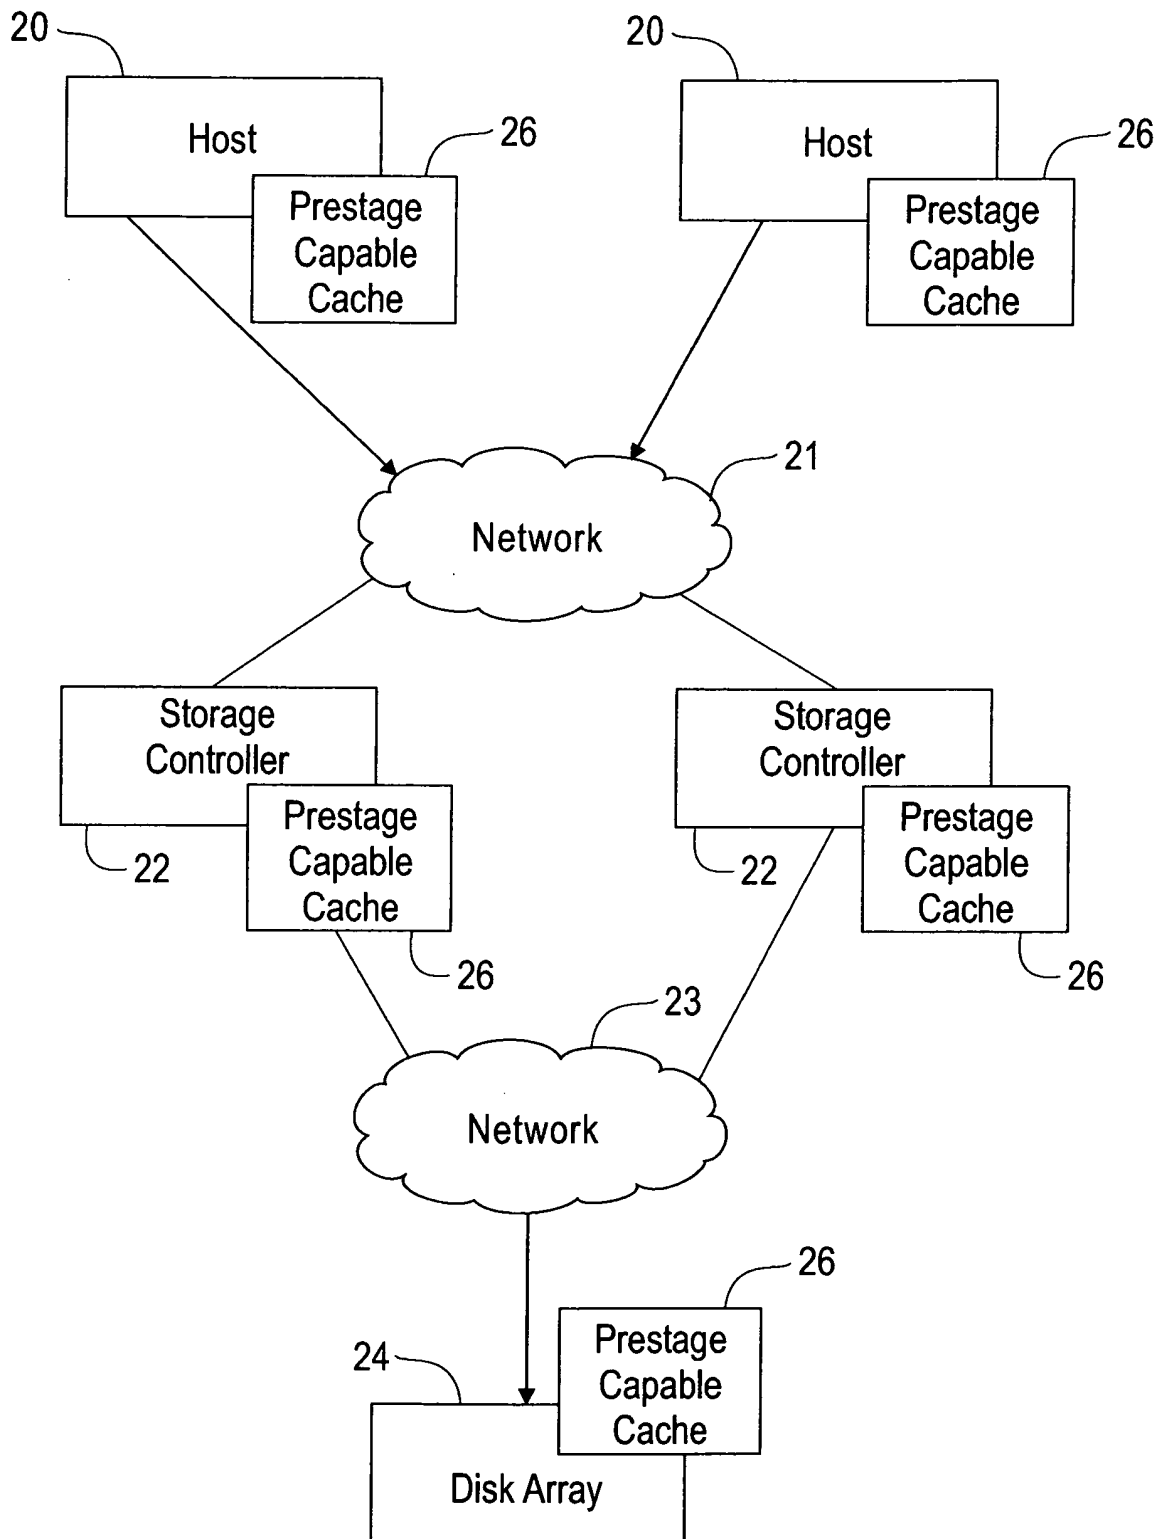 20
20
Host
26
Prestage
Capable
Cache
Host
26
Prestage
Capable
Cache
21
Network
Storage
Controller
Prestage
Capable
Cache
22
26
Storage
Controller
Prestage
Capable
Cache
22
26
23
Network
26
Prestage
Capable
Cache
24
Disk Array